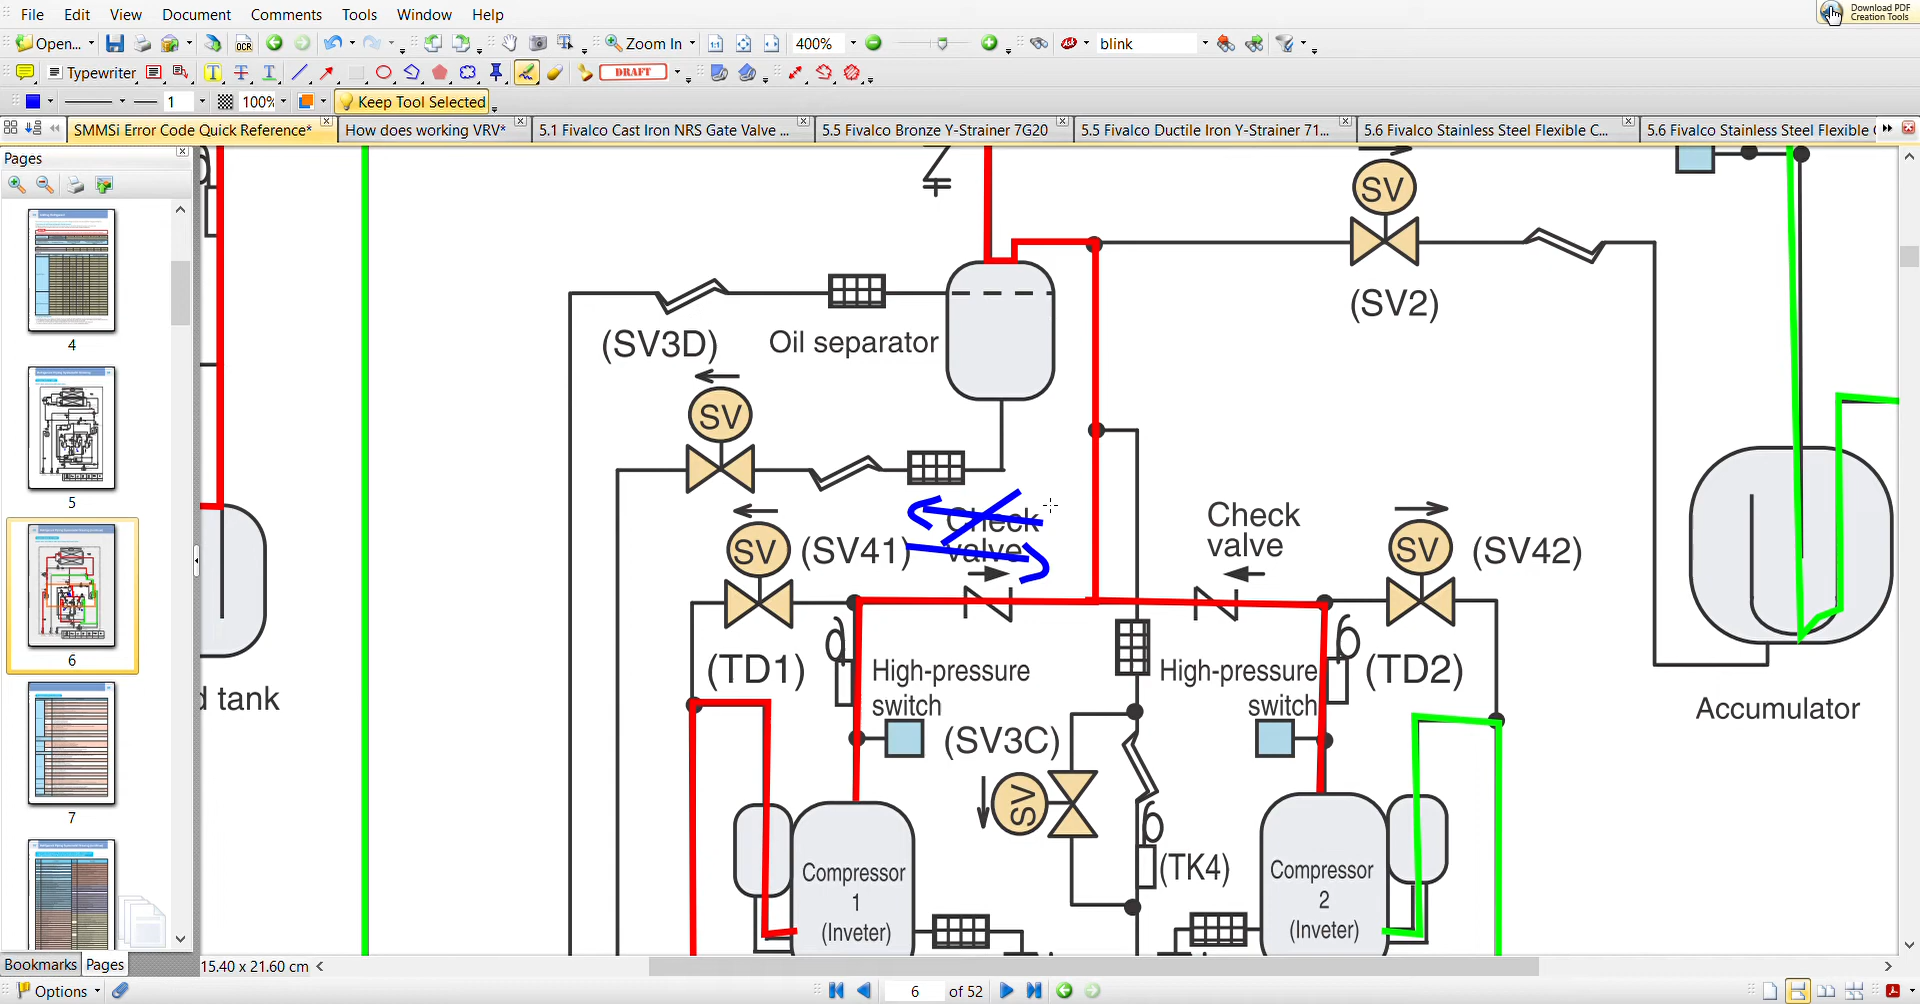 File Edit View Document Comments Tools Window Help
Download PDF
Creation Tools
Open... OCR Zoom In 400% blink
Typewriter DRAFT
1 100% Keep Tool Selected
SMMSi Error Code Quick Reference* How does working VRV* 5.1 Fivalco Cast Iron NRS Gate Valve ... 5.5 Fivalco Bronze Y-Strainer 7G20 5.5 Fivalco Ductile Iron Y-Strainer 71... 5.6 Fivalco Stainless Steel Flexible C... 5.6 Fivalco Stainless Steel Flexible
Pages
4
5
6
7
SV
(SV2)
(SV3D)
Oil separator
SV
Check
valve
Check
valve
SV
(SV41)
SV
(SV42)
(TD1)
High-pressure
switch
High-pressure
switch
(TD2)
d tank
Accumulator
(SV3C)
SV
(TK4)
Compressor
1
(Inveter)
Compressor
2
(Inveter)
Bookmarks Pages
15.40 x 21.60 cm
Options
6 of 52